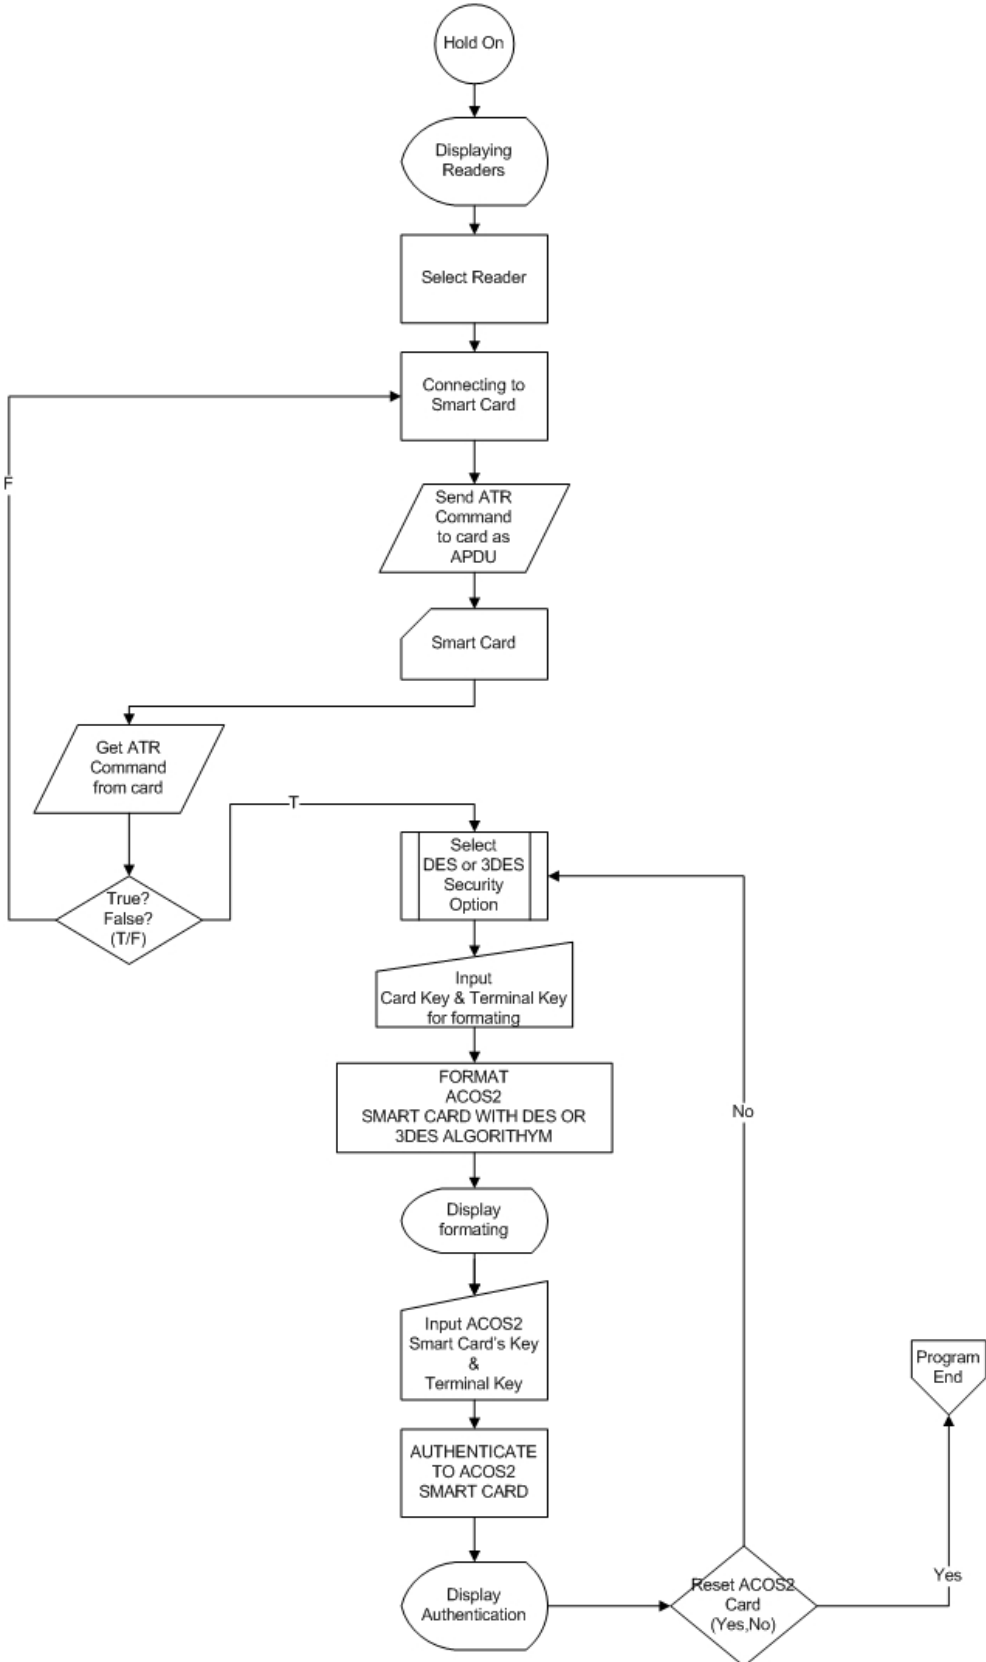 Hold On
Displaying
Readers
Select Reader
Connecting to
Smart Card
F
Send ATR
Command
to card as
APDU
Smart Card
Get ATR
Command
from card
T
True?
False?
(T/F)
Select
DES or 3DES
Security
Option
Input
Card Key & Terminal Key
for formating
FORMAT
ACOS2
SMART CARD WITH DES OR
3DES ALGORITHYM
No
Display
formating
Input ACOS2
Smart Card's Key
&
Terminal Key
Program
End
AUTHENTICATE
TO ACOS2
SMART CARD
Yes
Display
Authentication
Reset ACOS2
Card
(Yes,No)